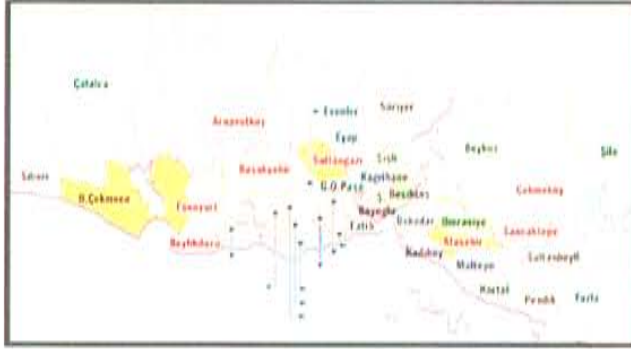 Çatalca
Arnavutköy
Esenler
Sarıyer
Eyüp
Beykoz
Şile
Silivri
B.Çekmece
Esenyurt
Başakşehir
Sultangazi
Şişli
Kağıthane
G.O.Paşa
Ş
Beşiktaş
Beyoğlu
Fatih
Üsküdar
Ümraniye
Çekmeköy
Sancaktepe
Ataşehir
Sultanbeyli
Beylikdüzü
Kadıköy
Maltepe
Kartal
Pendik
Tuzla